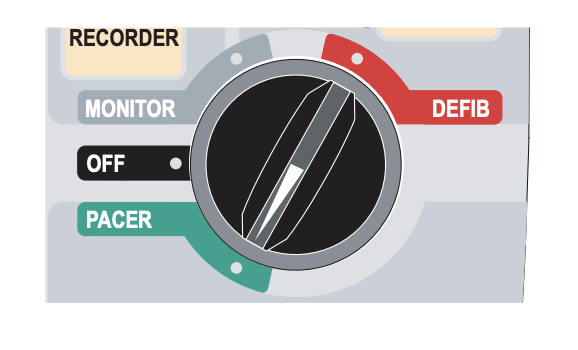 RECORDER
MONITOR
DEFIB
OFF
PACER